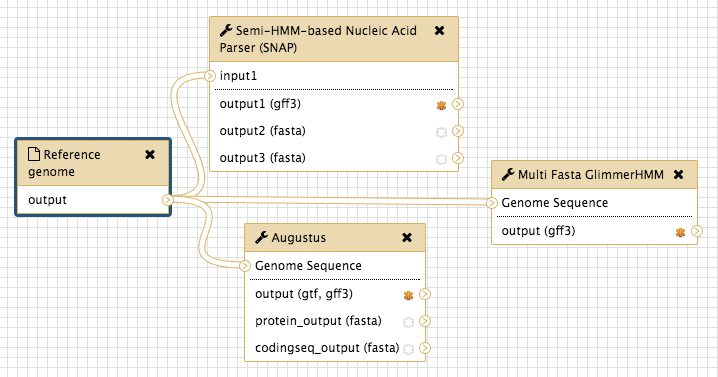 Semi-HMM-based Nucleic Acid
Parser (SNAP)
input1
output1 (gff3)
output2 (fasta)
output3 (fasta)
Reference
genome
output
Multi Fasta GlimmerHMM
Genome Sequence
output (gff3)
Augustus
Genome Sequence
output (gtf, gff3)
protein_output (fasta)
codingseq_output (fasta)